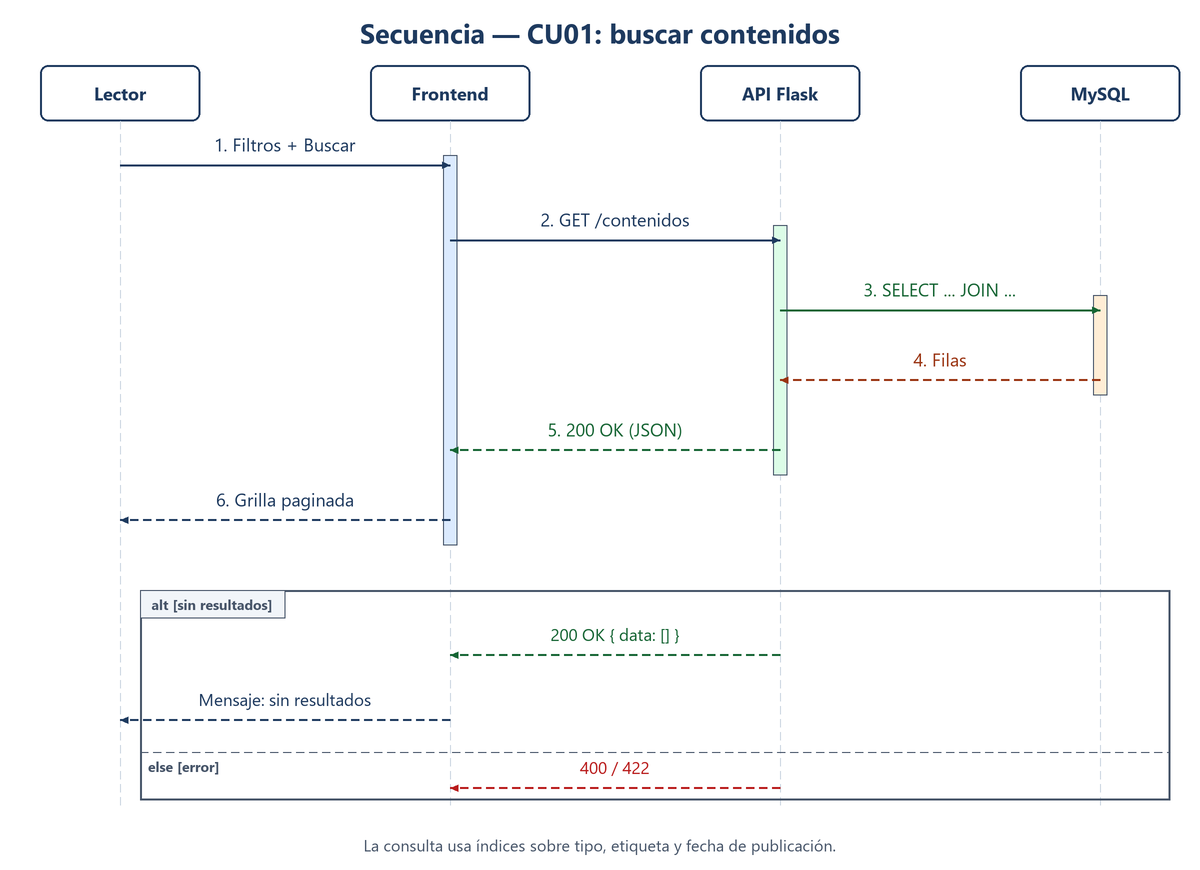 Secuencia — CU01: buscar contenidos
Lector
Frontend
API Flask
MySQL
1. Filtros + Buscar
2. GET /contenidos
3. SELECT ... JOIN ...
4. Filas
5. 200 OK (JSON)
6. Grilla paginada
alt [sin resultados]
200 OK { data: [] }
Mensaje: sin resultados
else [error]
400 / 422
La consulta usa índices sobre tipo, etiqueta y fecha de publicación.